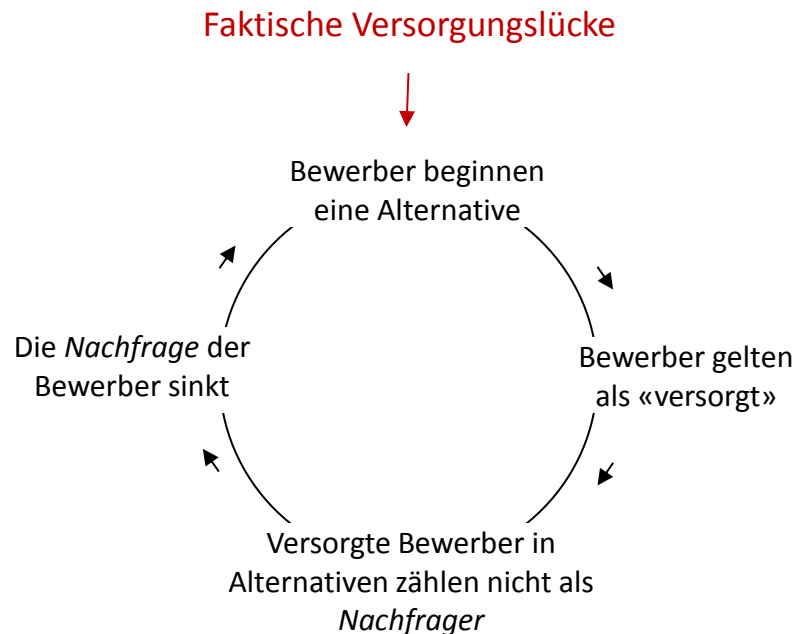 Faktische Versorgungslücke
Bewerber beginnen
eine Alternative
Bewerber gelten
als «versorgt»
Versorgte Bewerber in
Alternativen zählen nicht als
Nachfrager
Die Nachfrage der
Bewerber sinkt